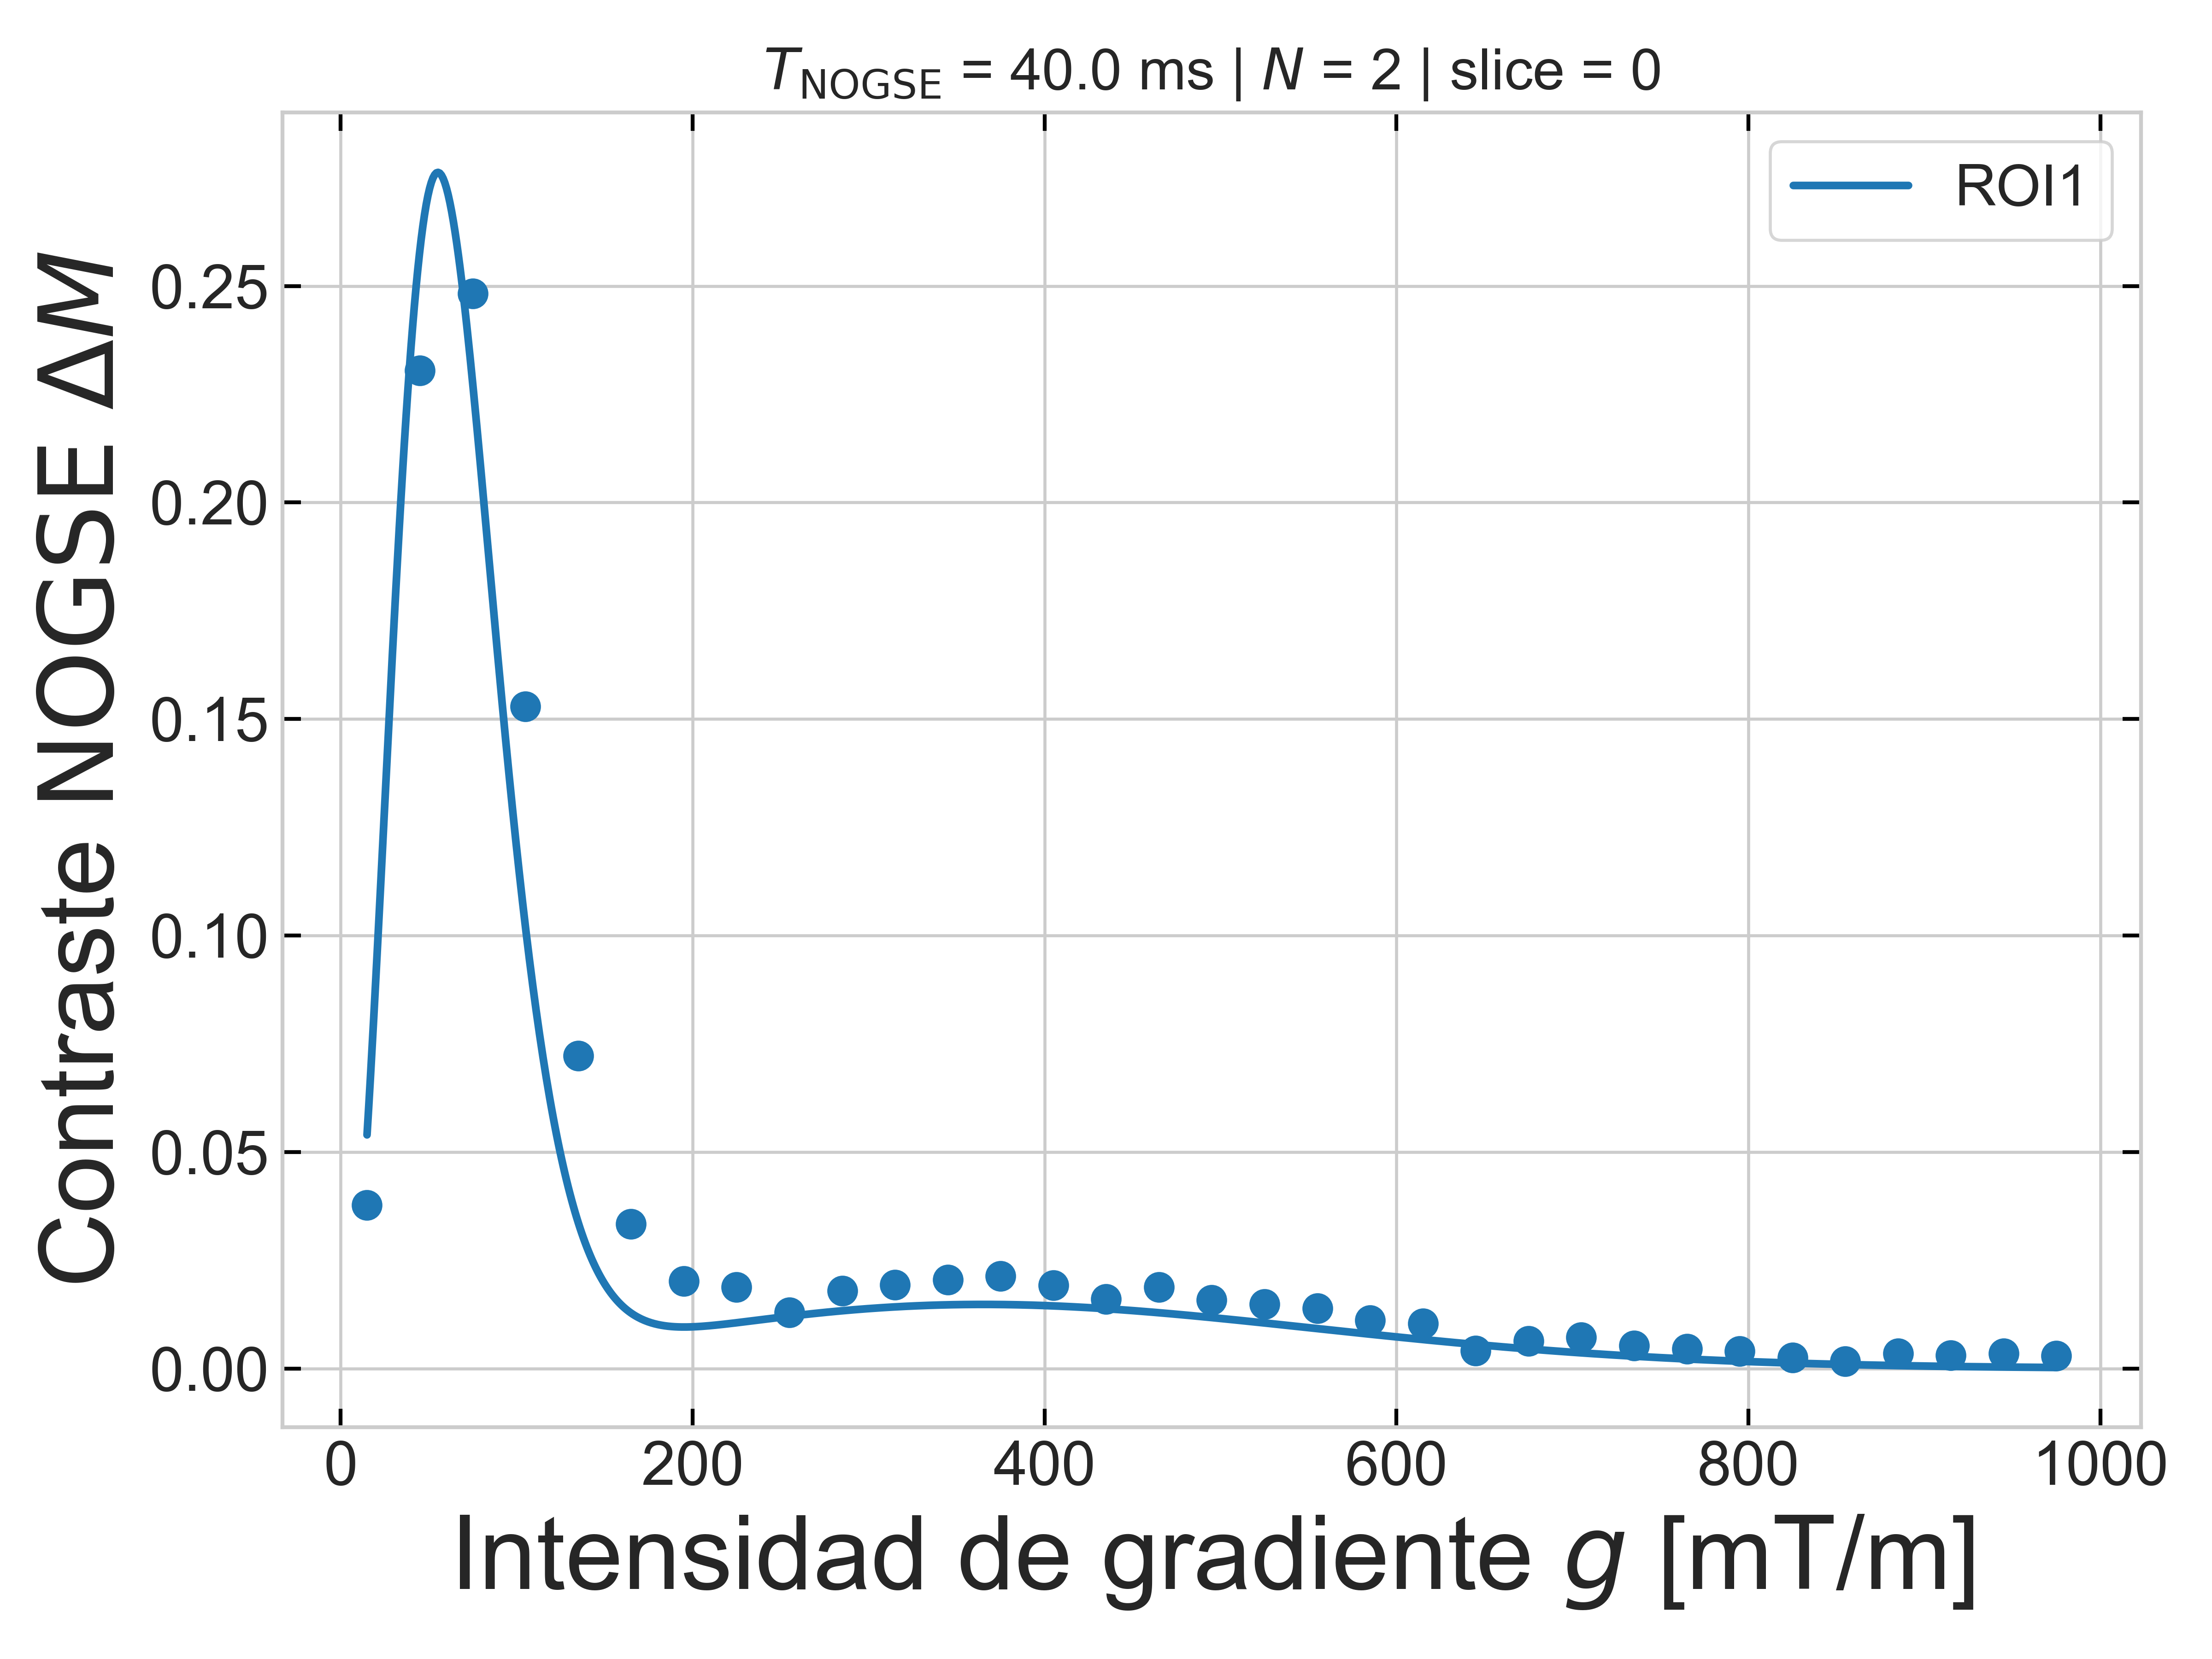 T_NOGSE = 40.0 ms | N = 2 | slice = 0
ROI1
Contraste NOGSE ΔM
0.25
0.20
0.15
0.10
0.05
0.00
0 200 400 600 800 1000
Intensidad de gradiente g [mT/m]